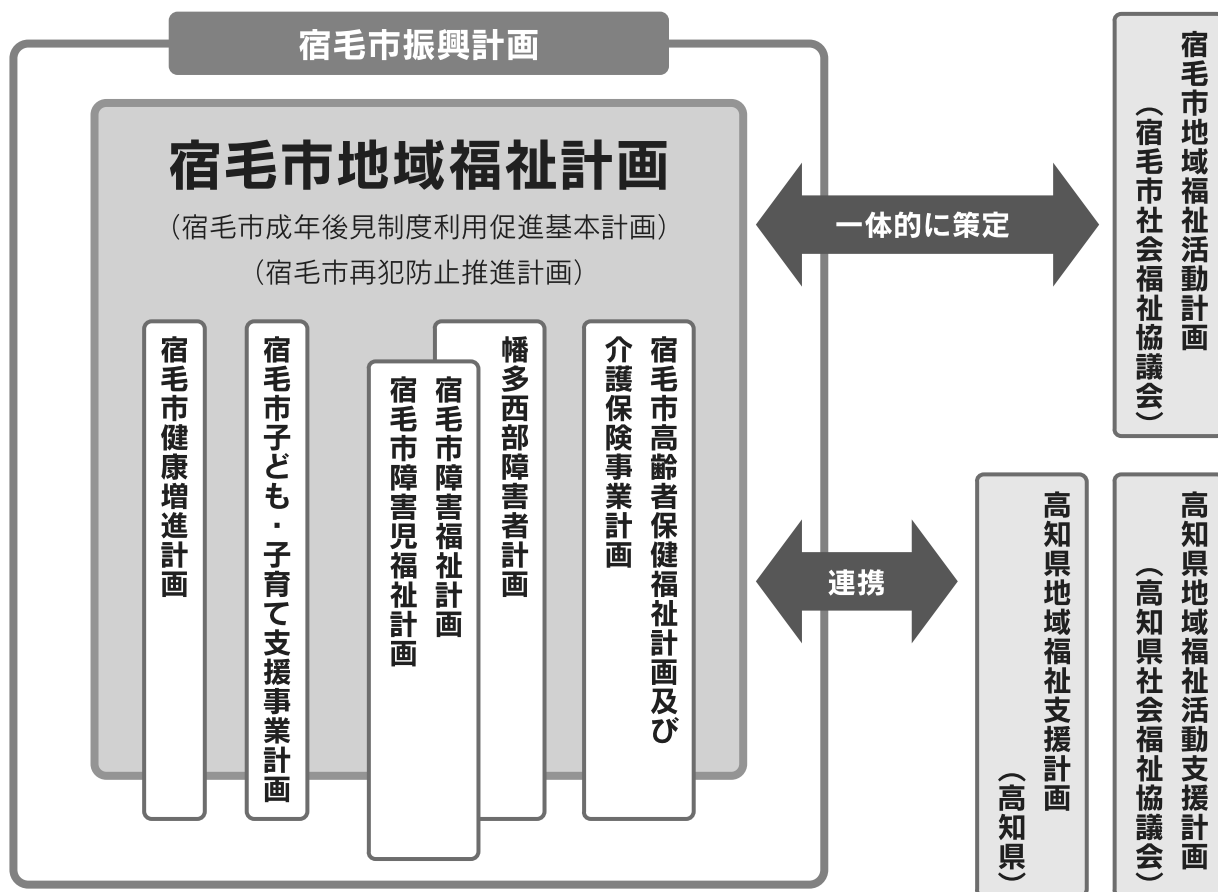 宿毛市振興計画
宿毛市地域福祉計画
（宿毛市成年後見制度利用促進基本計画）
（宿毛市再犯防止推進計画）
宿毛市健康増進計画
宿毛市子ども・子育て支援事業計画
宿毛市障害福祉計画
宿毛市障害児福祉計画
幡多西部障害者計画
宿毛市高齢者保健福祉計画及び
介護保険事業計画
一体的に策定
宿毛市地域福祉活動計画
（宿毛市社会福祉協議会）
連携
高知県地域福祉支援計画
（高知県）
高知県地域福祉活動支援計画
（高知県社会福祉協議会）